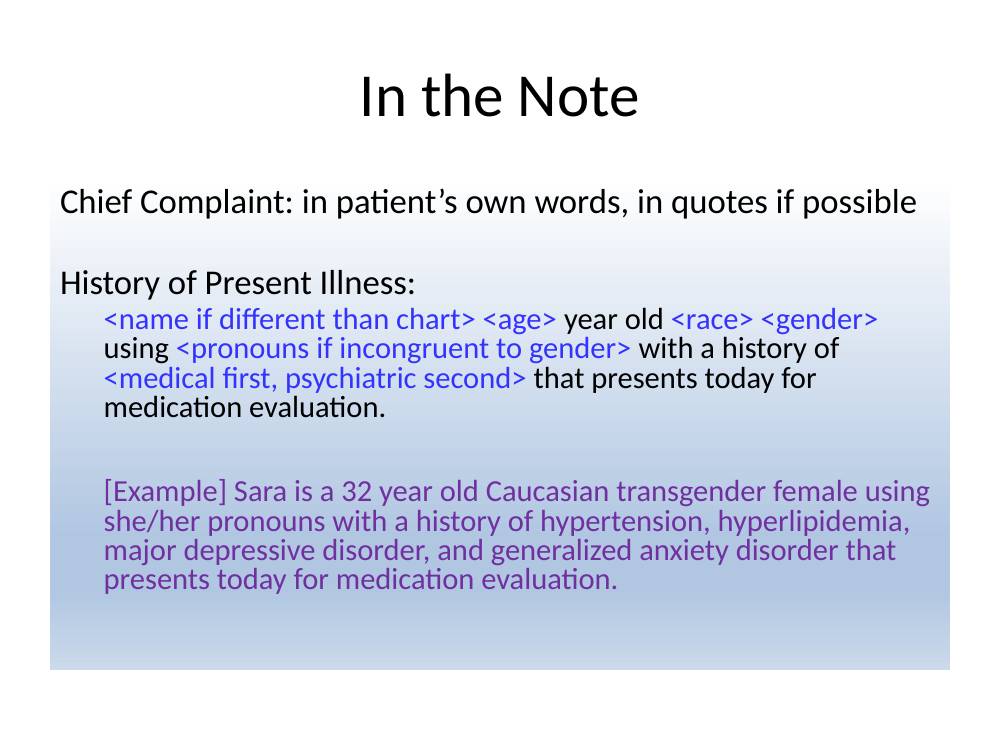 In the Note
Chief Complaint: in patient’s own words, in quotes if possible
History of Present Illness:
<name if different than chart> <age> year old <race> <gender>
using <pronouns if incongruent to gender> with a history of
<medical first, psychiatric second> that presents today for
medication evaluation.
[Example] Sara is a 32 year old Caucasian transgender female using
she/her pronouns with a history of hypertension, hyperlipidemia,
major depressive disorder, and generalized anxiety disorder that
presents today for medication evaluation.